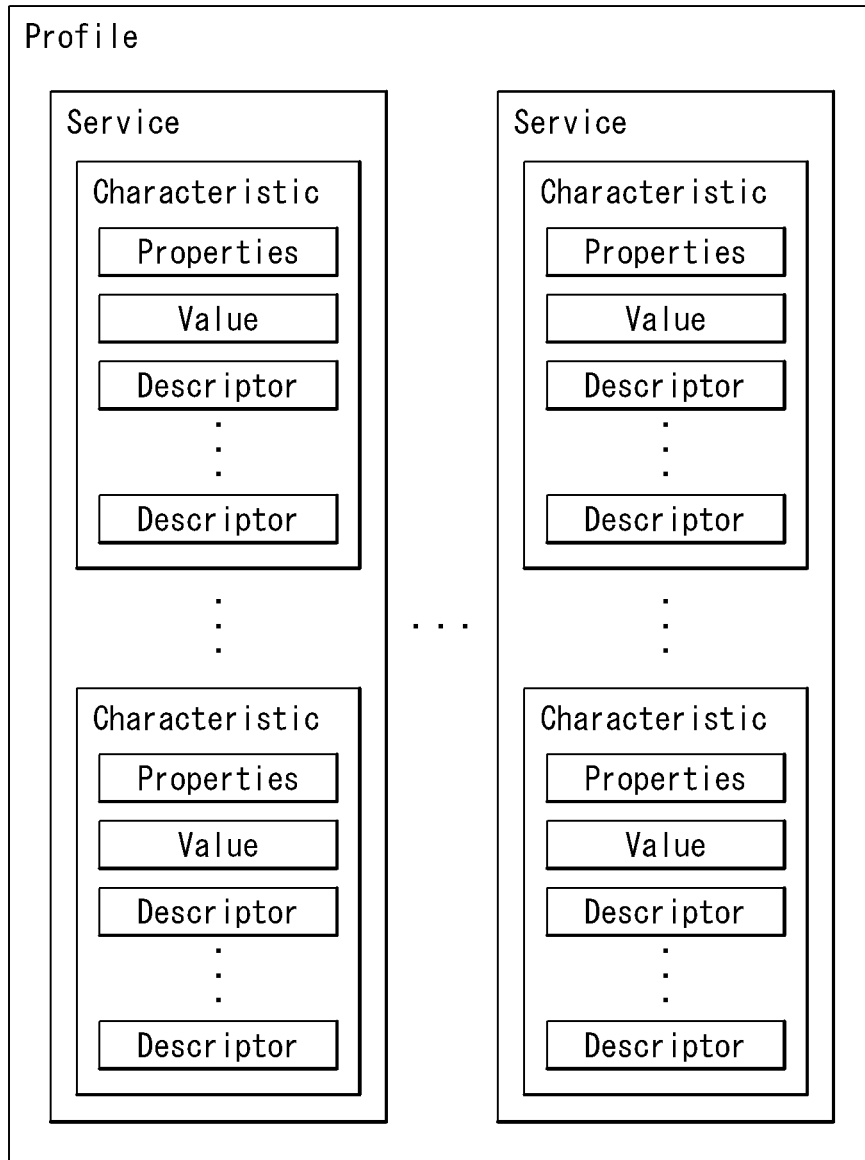 Profile
Service
Characteristic
Properties
Value
Descriptor
Descriptor
Characteristic
Properties
Value
Descriptor
Descriptor
Service
Characteristic
Properties
Value
Descriptor
Descriptor
Characteristic
Properties
Value
Descriptor
Descriptor